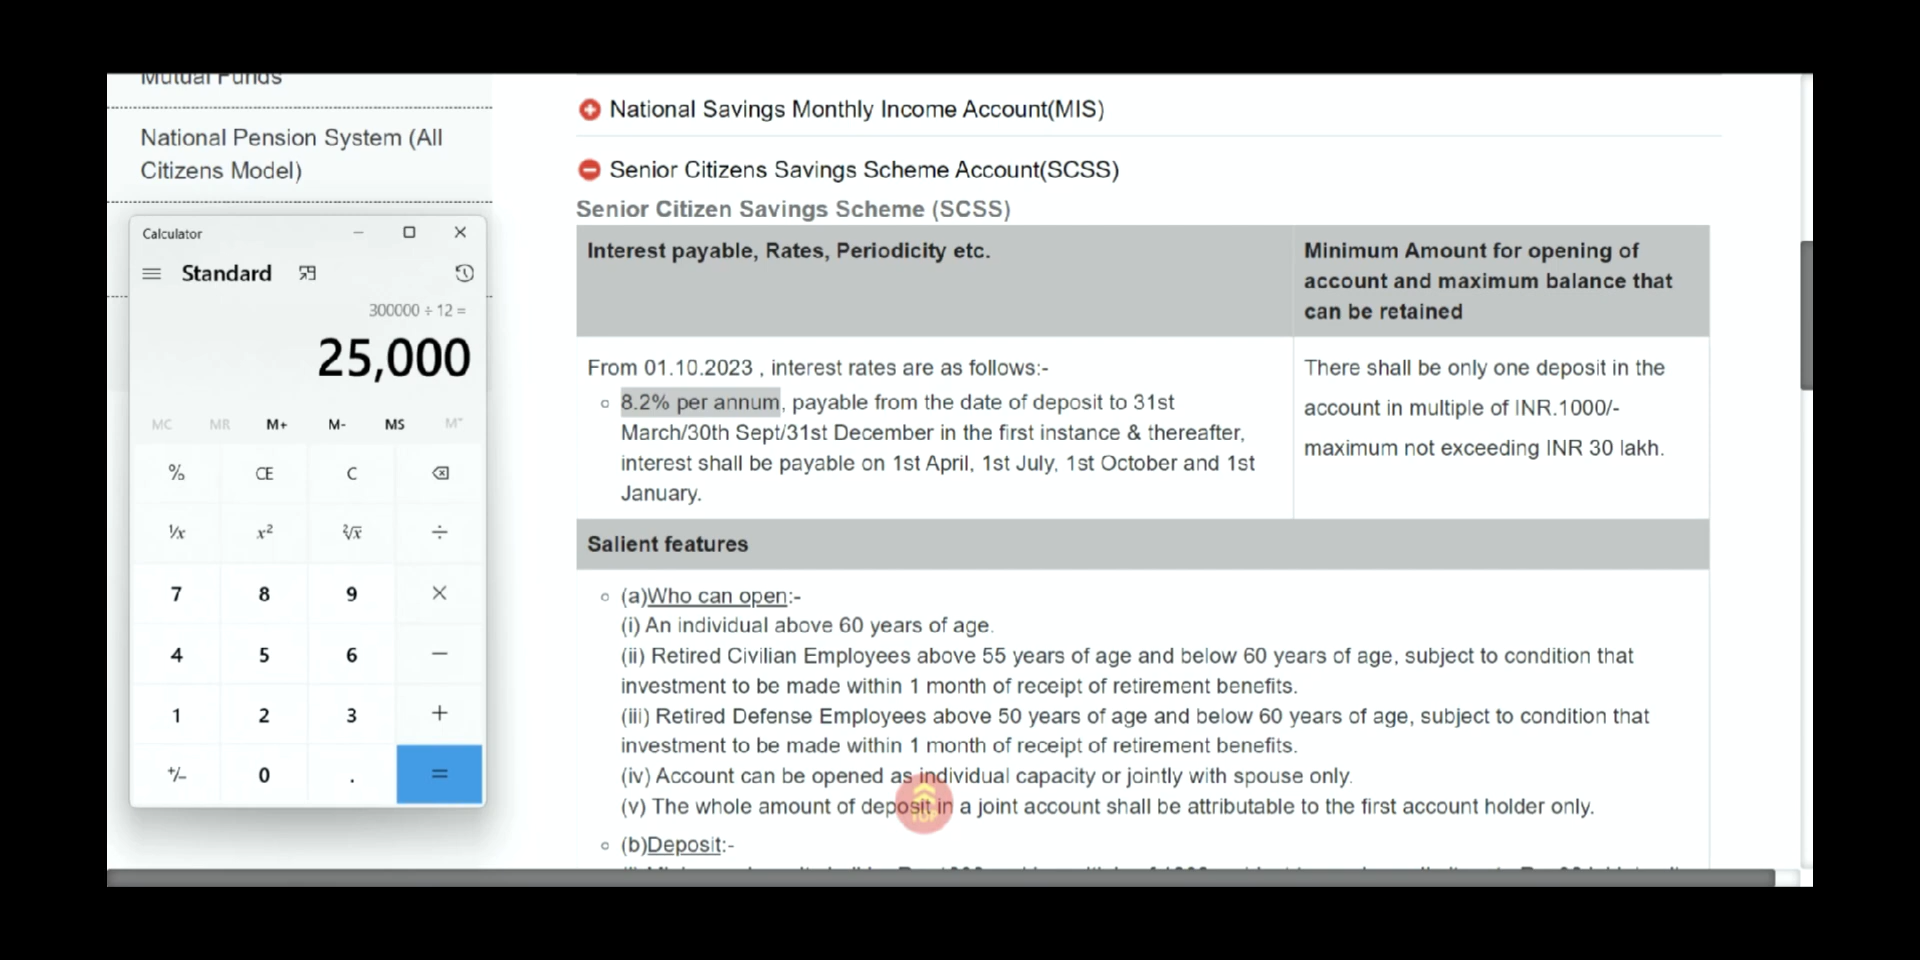 Mutual Funds
National Pension System (All
Citizens Model)
Calculator
Standard
300000 ÷ 12 =
25,000
MC MR M+ M- MS M˅
% CE C
¹/x x² ²√x ÷
7 8 9 ×
4 5 6 −
1 2 3 +
+/− 0 . =
National Savings Monthly Income Account(MIS)
Senior Citizens Savings Scheme Account(SCSS)
Senior Citizen Savings Scheme (SCSS)
Interest payable, Rates, Periodicity etc.
Minimum Amount for opening of
account and maximum balance that
can be retained
From 01.10.2023 , interest rates are as follows:-
8.2% per annum, payable from the date of deposit to 31st
March/30th Sept/31st December in the first instance & thereafter,
interest shall be payable on 1st April, 1st July, 1st October and 1st
January.
There shall be only one deposit in the
account in multiple of INR.1000/-
maximum not exceeding INR 30 lakh.
Salient features
(a)Who can open:-
(i) An individual above 60 years of age.
(ii) Retired Civilian Employees above 55 years of age and below 60 years of age, subject to condition that
investment to be made within 1 month of receipt of retirement benefits.
(iii) Retired Defense Employees above 50 years of age and below 60 years of age, subject to condition that
investment to be made within 1 month of receipt of retirement benefits.
(iv) Account can be opened as individual capacity or jointly with spouse only.
(v) The whole amount of deposit in a joint account shall be attributable to the first account holder only.
TOP
(b)Deposit:-